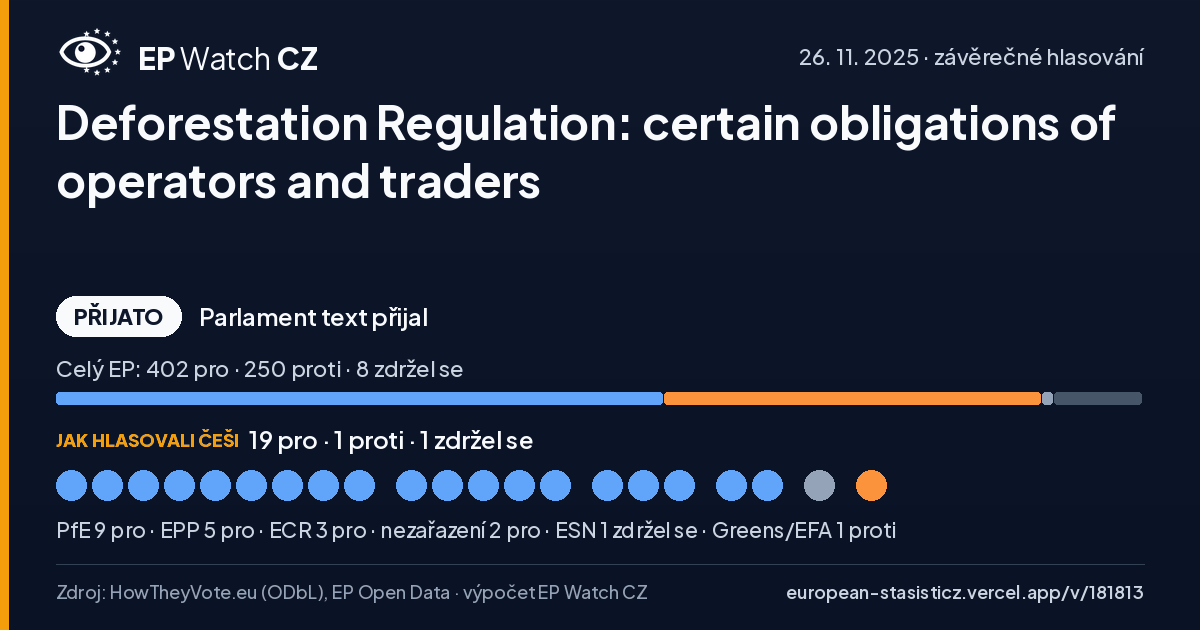 EP Watch CZ
26. 11. 2025 · závěrečné hlasování
Deforestation Regulation: certain obligations of
operators and traders
PŘIJATO Parlament text přijal
Celý EP: 402 pro · 250 proti · 8 zdržel se
JAK HLASOVALI ČEŠI 19 pro · 1 proti · 1 zdržel se
PfE 9 pro · EPP 5 pro · ECR 3 pro · nezařazení 2 pro · ESN 1 zdržel se · Greens/EFA 1 proti
Zdroj: HowTheyVote.eu (ODbL), EP Open Data · výpočet EP Watch CZ
european-stasisticz.vercel.app/v/181813